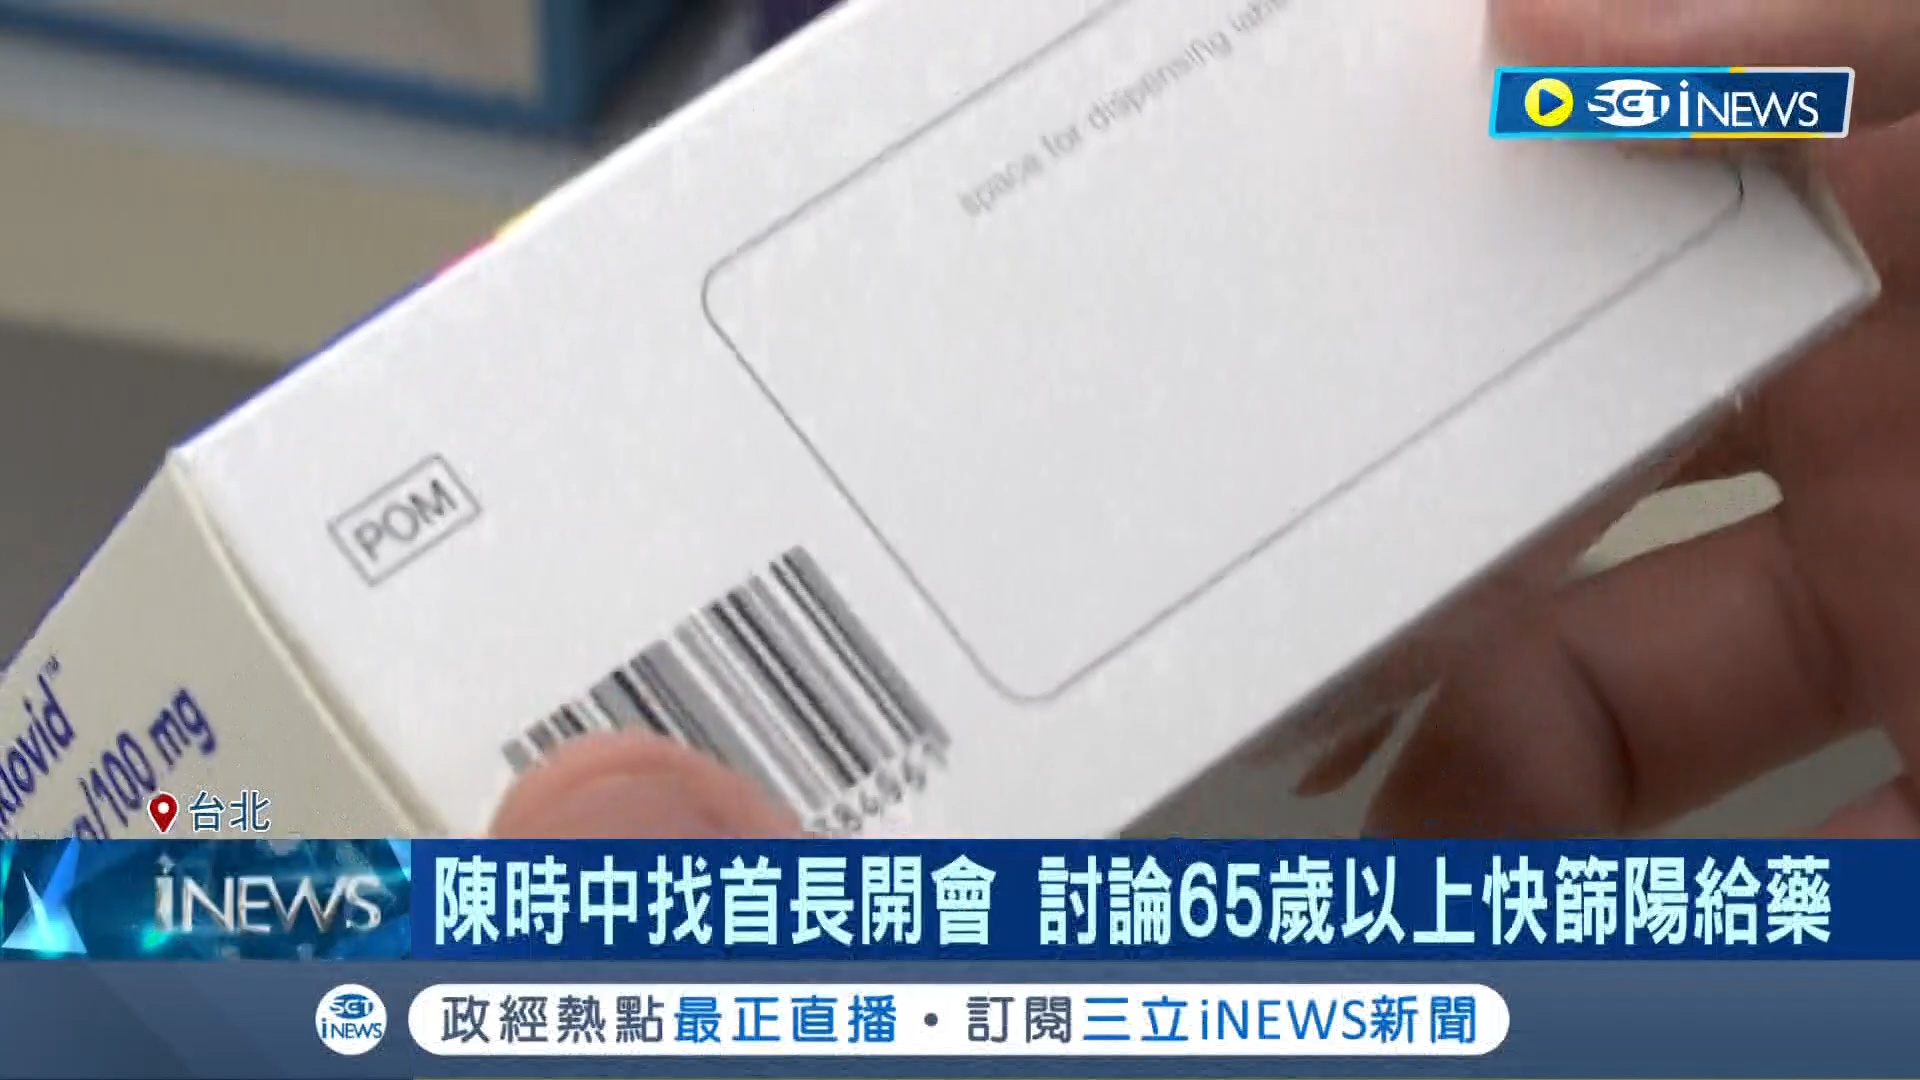 space for dispensing label
SET iNEWS
POM
lovid™
/100 mg
台北
iNEWS
陳時中找首長開會 討論65歲以上快篩陽給藥
SET iNEWS
政經熱點最正直播·訂閱三立iNEWS新聞